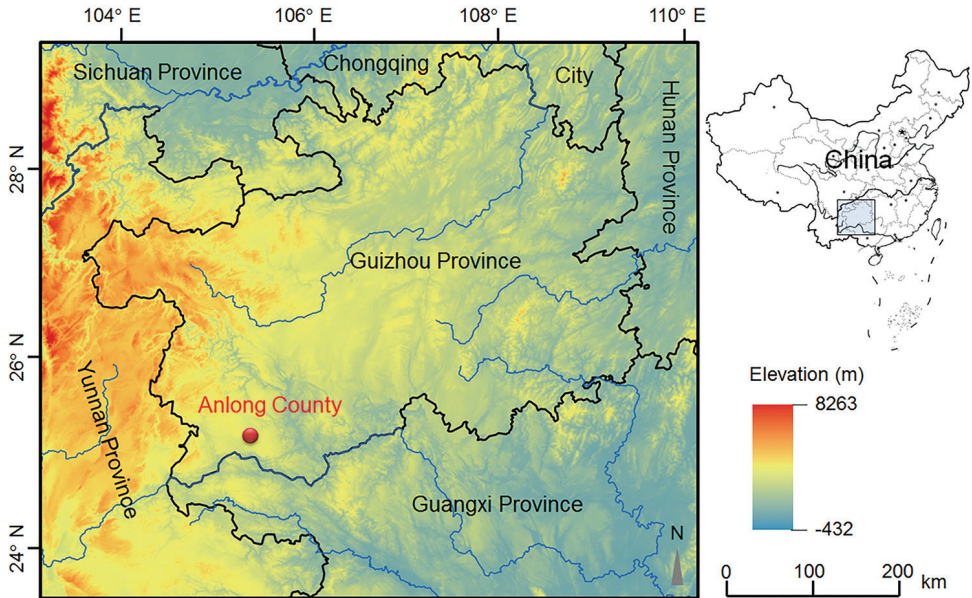 104° E
106° E
108° E
110° E
28° N
26° N
24° N
Sichuan Province
Chongqing
City
Hunan Province
Guizhou Province
Yunnan Province
Anlong County
Guangxi Province
N
China
Elevation (m)
8263
-432
0
100
200
km